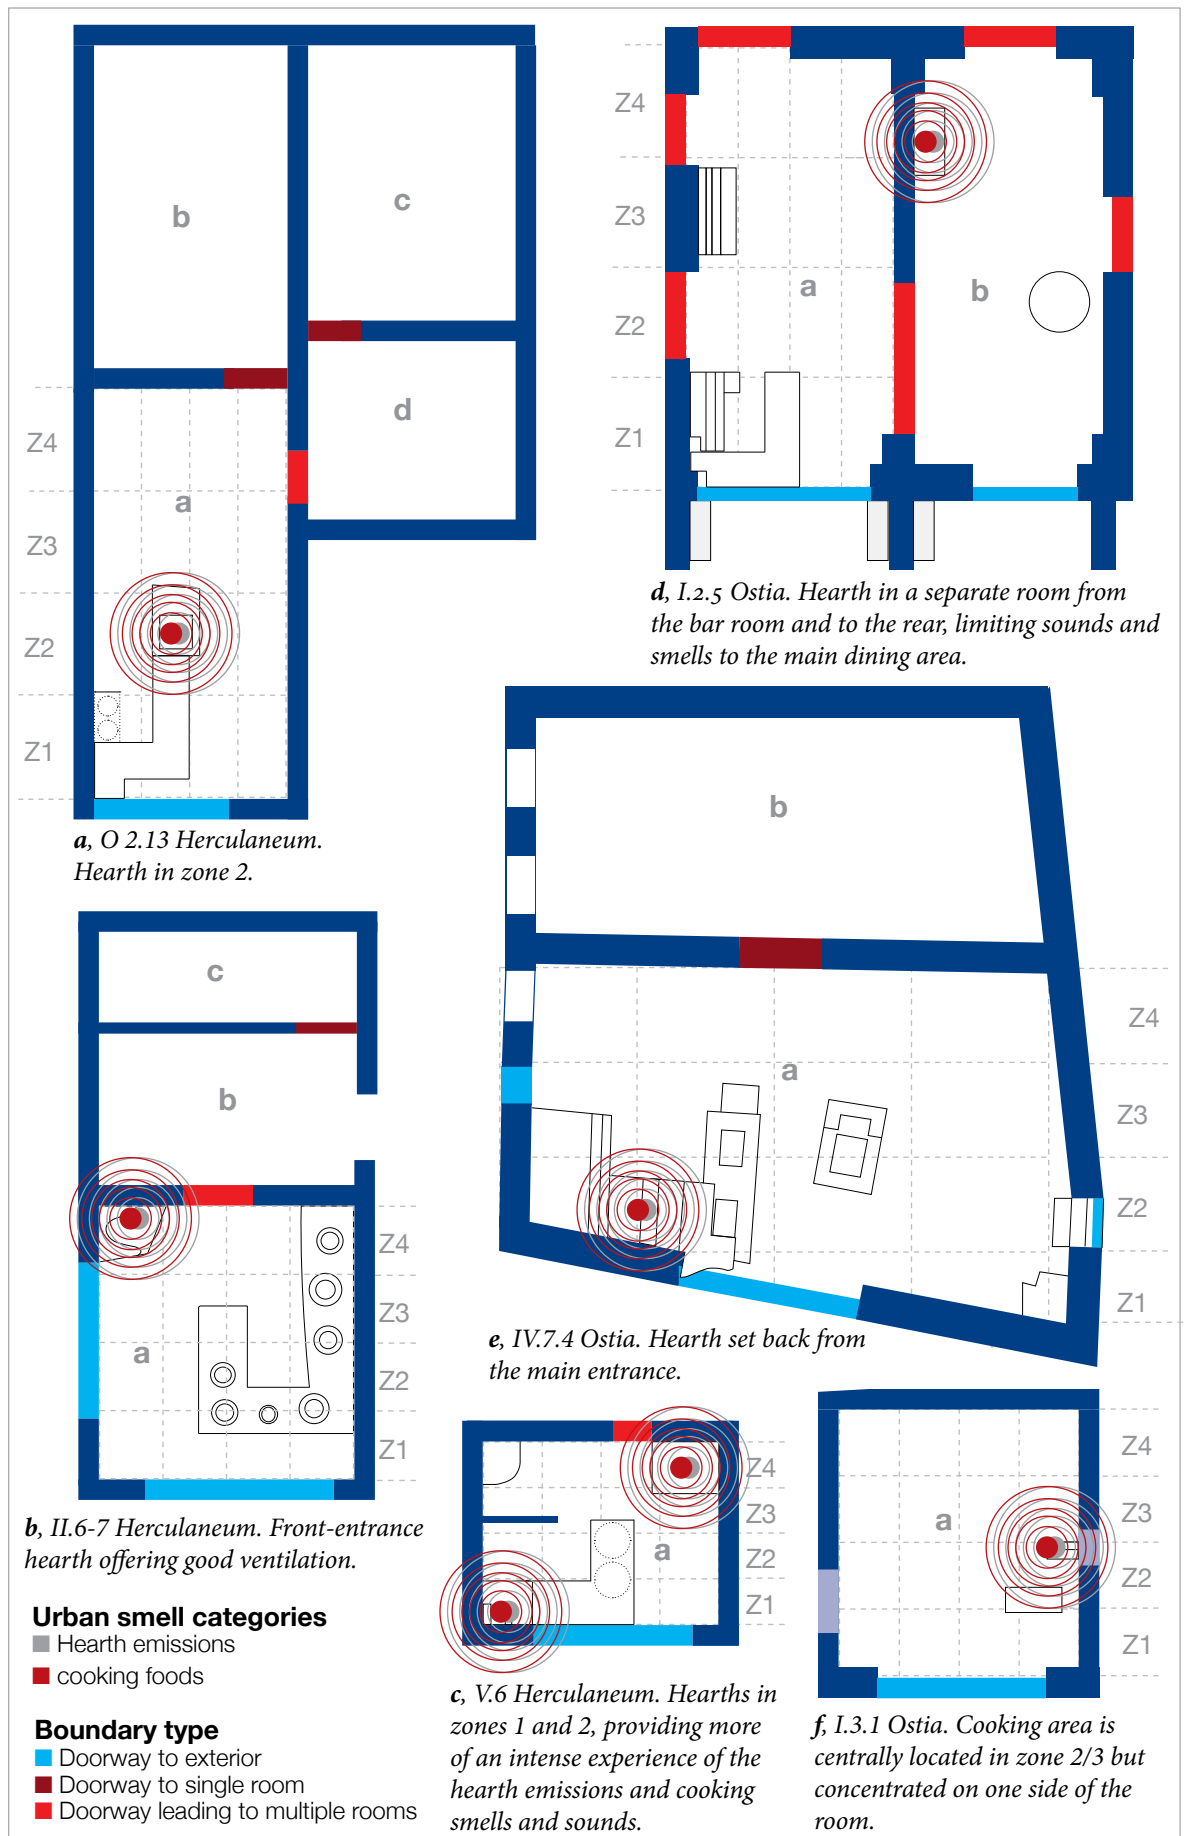 b
c
d
Z4
a
Z3
Z2
Z1
a, O 2.13 Herculaneum.
Hearth in zone 2.
Z4
Z3
a
b
Z2
Z1
d, I.2.5 Ostia. Hearth in a separate room from
the bar room and to the rear, limiting sounds and
smells to the main dining area.
c
b
Z4
Z3
a
Z2
Z1
b, II.6-7 Herculaneum. Front-entrance
hearth offering good ventilation.
b
Z4
a
Z3
Z2
Z1
e, IV.7.4 Ostia. Hearth set back from
the main entrance.
Z4
Z3
a
Z2
Z1
c, V.6 Herculaneum. Hearths in
zones 1 and 2, providing more
of an intense experience of the
hearth emissions and cooking
smells and sounds.
Z4
Z3
a
Z2
Z1
f, I.3.1 Ostia. Cooking area is
centrally located in zone 2/3 but
concentrated on one side of the
room.
Urban smell categories
Hearth emissions
cooking foods
Boundary type
Doorway to exterior
Doorway to single room
Doorway leading to multiple rooms